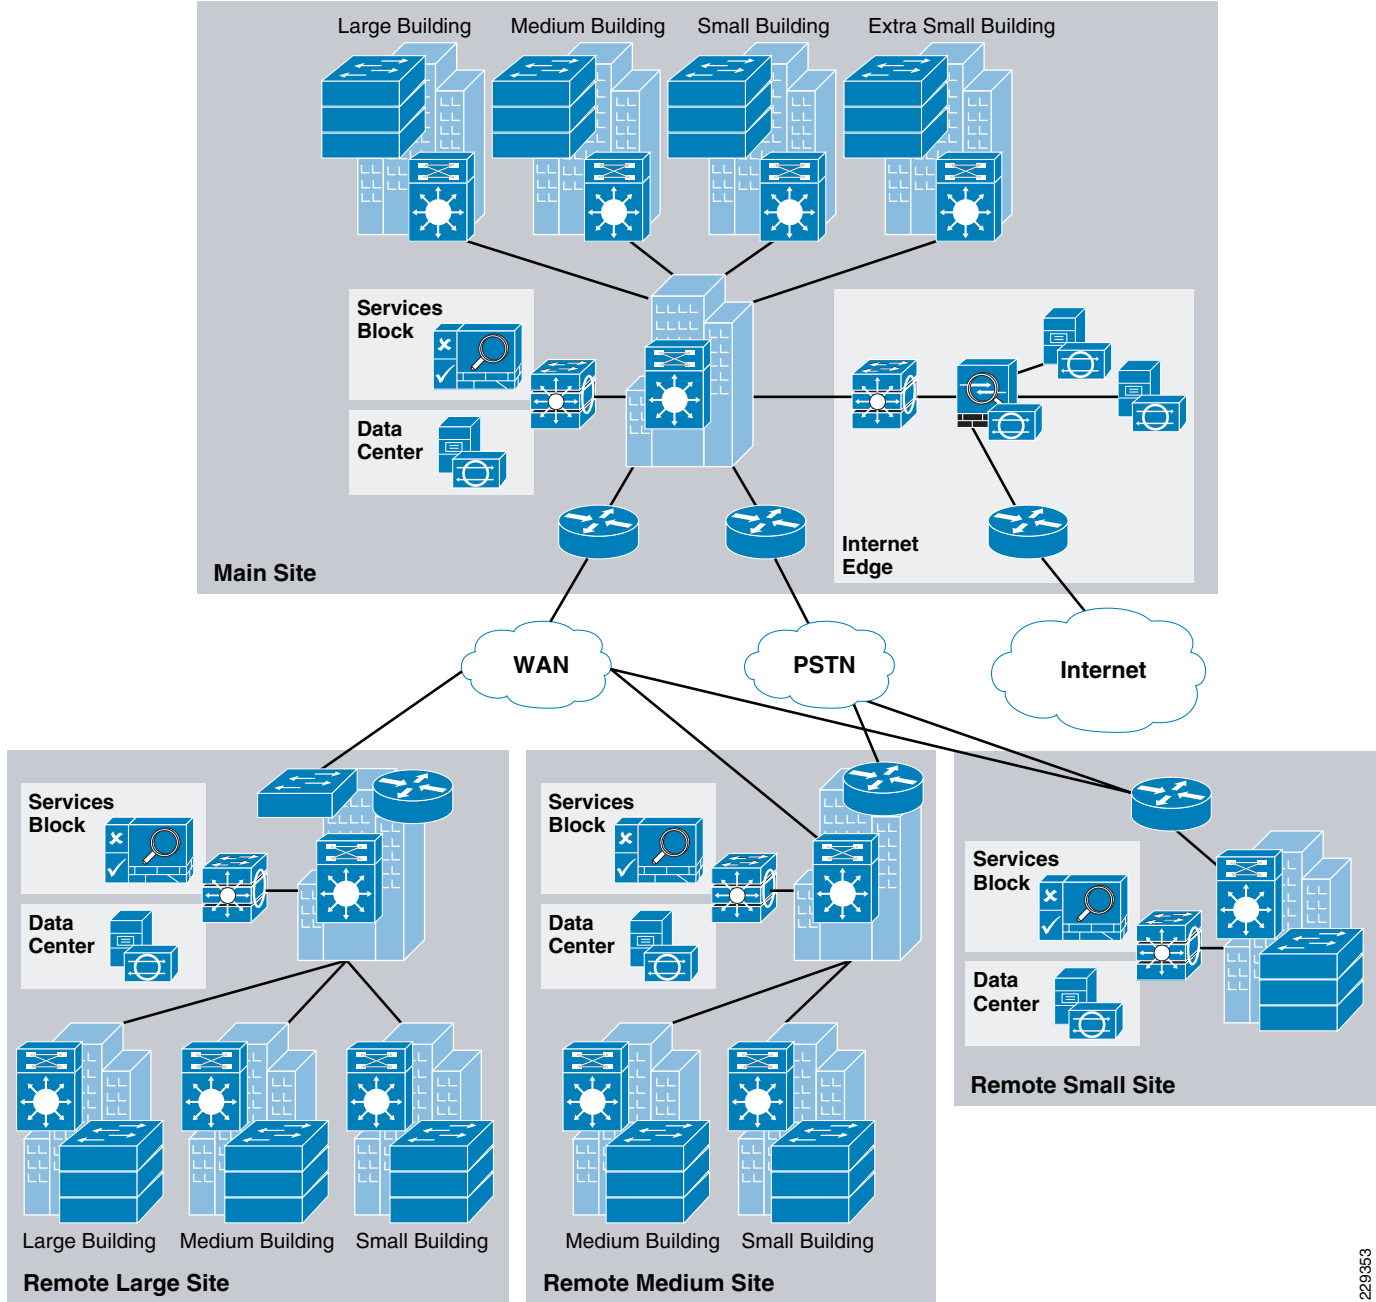 Large Building
Medium Building
Small Building
Extra Small Building
Services
Block
Data
Center
Internet
Edge
Main Site
WAN
PSTN
Internet
Services
Block
Data
Center
Large Building
Medium Building
Small Building
Remote Large Site
Services
Block
Data
Center
Medium Building
Small Building
Remote Medium Site
Services
Block
Data
Center
Remote Small Site
229353